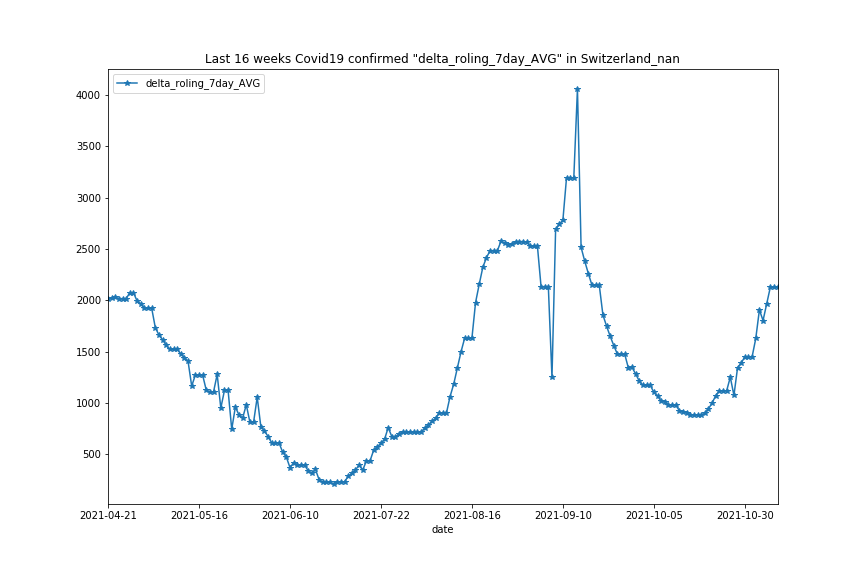 Last 16 weeks Covid19 confirmed "delta_roling_7day_AVG" in Switzerland_nan
delta_roling_7day_AVG
4000
3500
3000
2500
2000
1500
1000
500
2021-04-21 2021-05-16 2021-06-10 2021-07-22 2021-08-16 2021-09-10 2021-10-05 2021-10-30
date